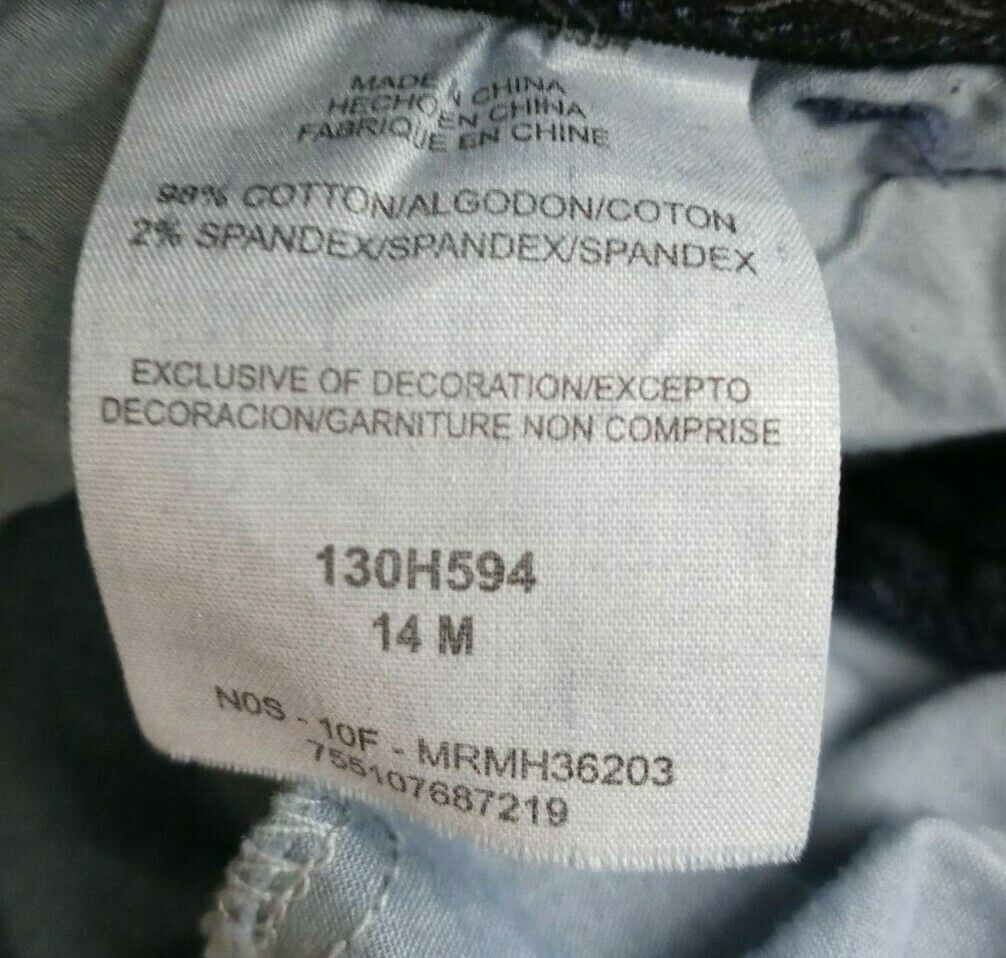 MADE IN CHINA
HECHO EN CHINA
FABRIQUE EN CHINE
98% COTTON/ALGODON/COTON
2% SPANDEX/SPANDEX/SPANDEX
EXCLUSIVE OF DECORATION/EXCEPTO
DECORACION/GARNITURE NON COMPRISE
130H594
14 M
N0S - 10F - MRMH36203
755107687219